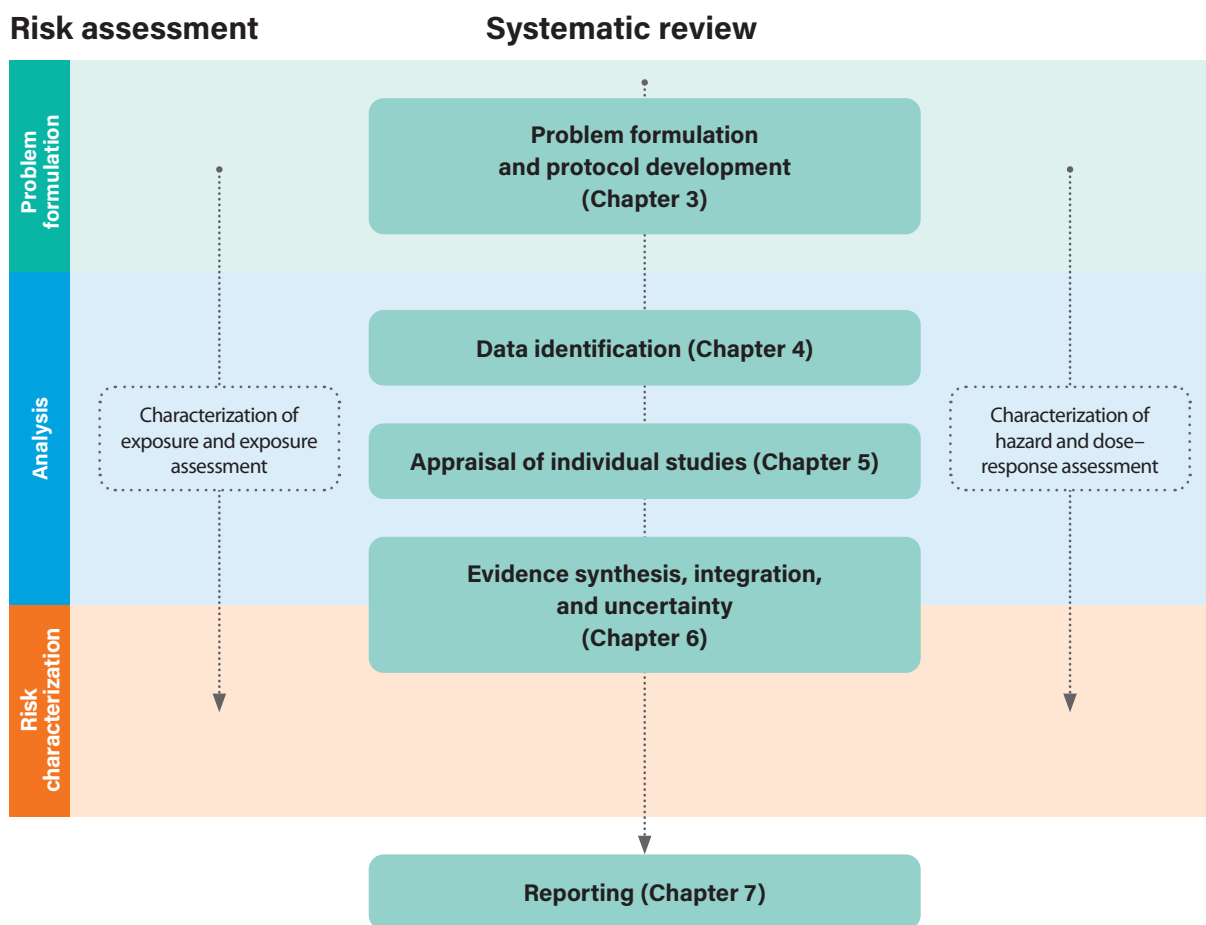 Risk assessment
Systematic review
Problem
formulation
Problem formulation
and protocol development
(Chapter 3)
Analysis
Data identification (Chapter 4)
Characterization of
exposure and exposure
assessment
Appraisal of individual studies (Chapter 5)
Characterization of
hazard and dose–
response assessment
Evidence synthesis, integration,
and uncertainty
(Chapter 6)
Risk
characterization
Reporting (Chapter 7)